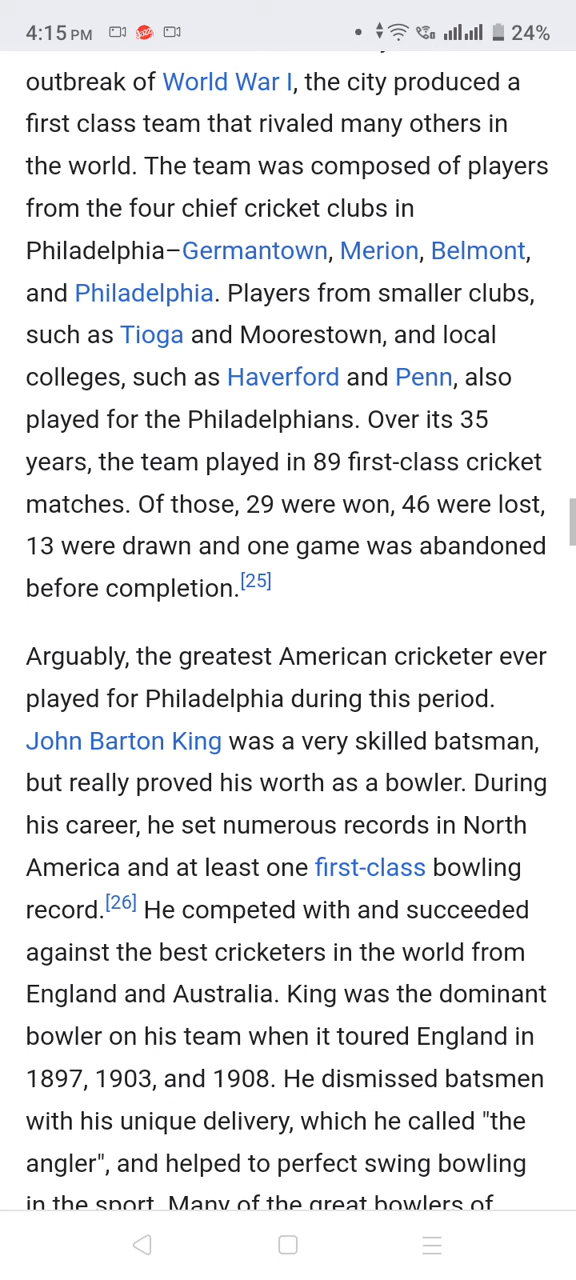 4:15 PM 24%
outbreak of World War I, the city produced a
first class team that rivaled many others in
the world. The team was composed of players
from the four chief cricket clubs in
Philadelphia–Germantown, Merion, Belmont,
and Philadelphia. Players from smaller clubs,
such as Tioga and Moorestown, and local
colleges, such as Haverford and Penn, also
played for the Philadelphians. Over its 35
years, the team played in 89 first-class cricket
matches. Of those, 29 were won, 46 were lost,
13 were drawn and one game was abandoned
before completion.[25]
Arguably, the greatest American cricketer ever
played for Philadelphia during this period.
John Barton King was a very skilled batsman,
but really proved his worth as a bowler. During
his career, he set numerous records in North
America and at least one first-class bowling
record.[26] He competed with and succeeded
against the best cricketers in the world from
England and Australia. King was the dominant
bowler on his team when it toured England in
1897, 1903, and 1908. He dismissed batsmen
with his unique delivery, which he called "the
angler", and helped to perfect swing bowling
in the sport. Many of the great bowlers of